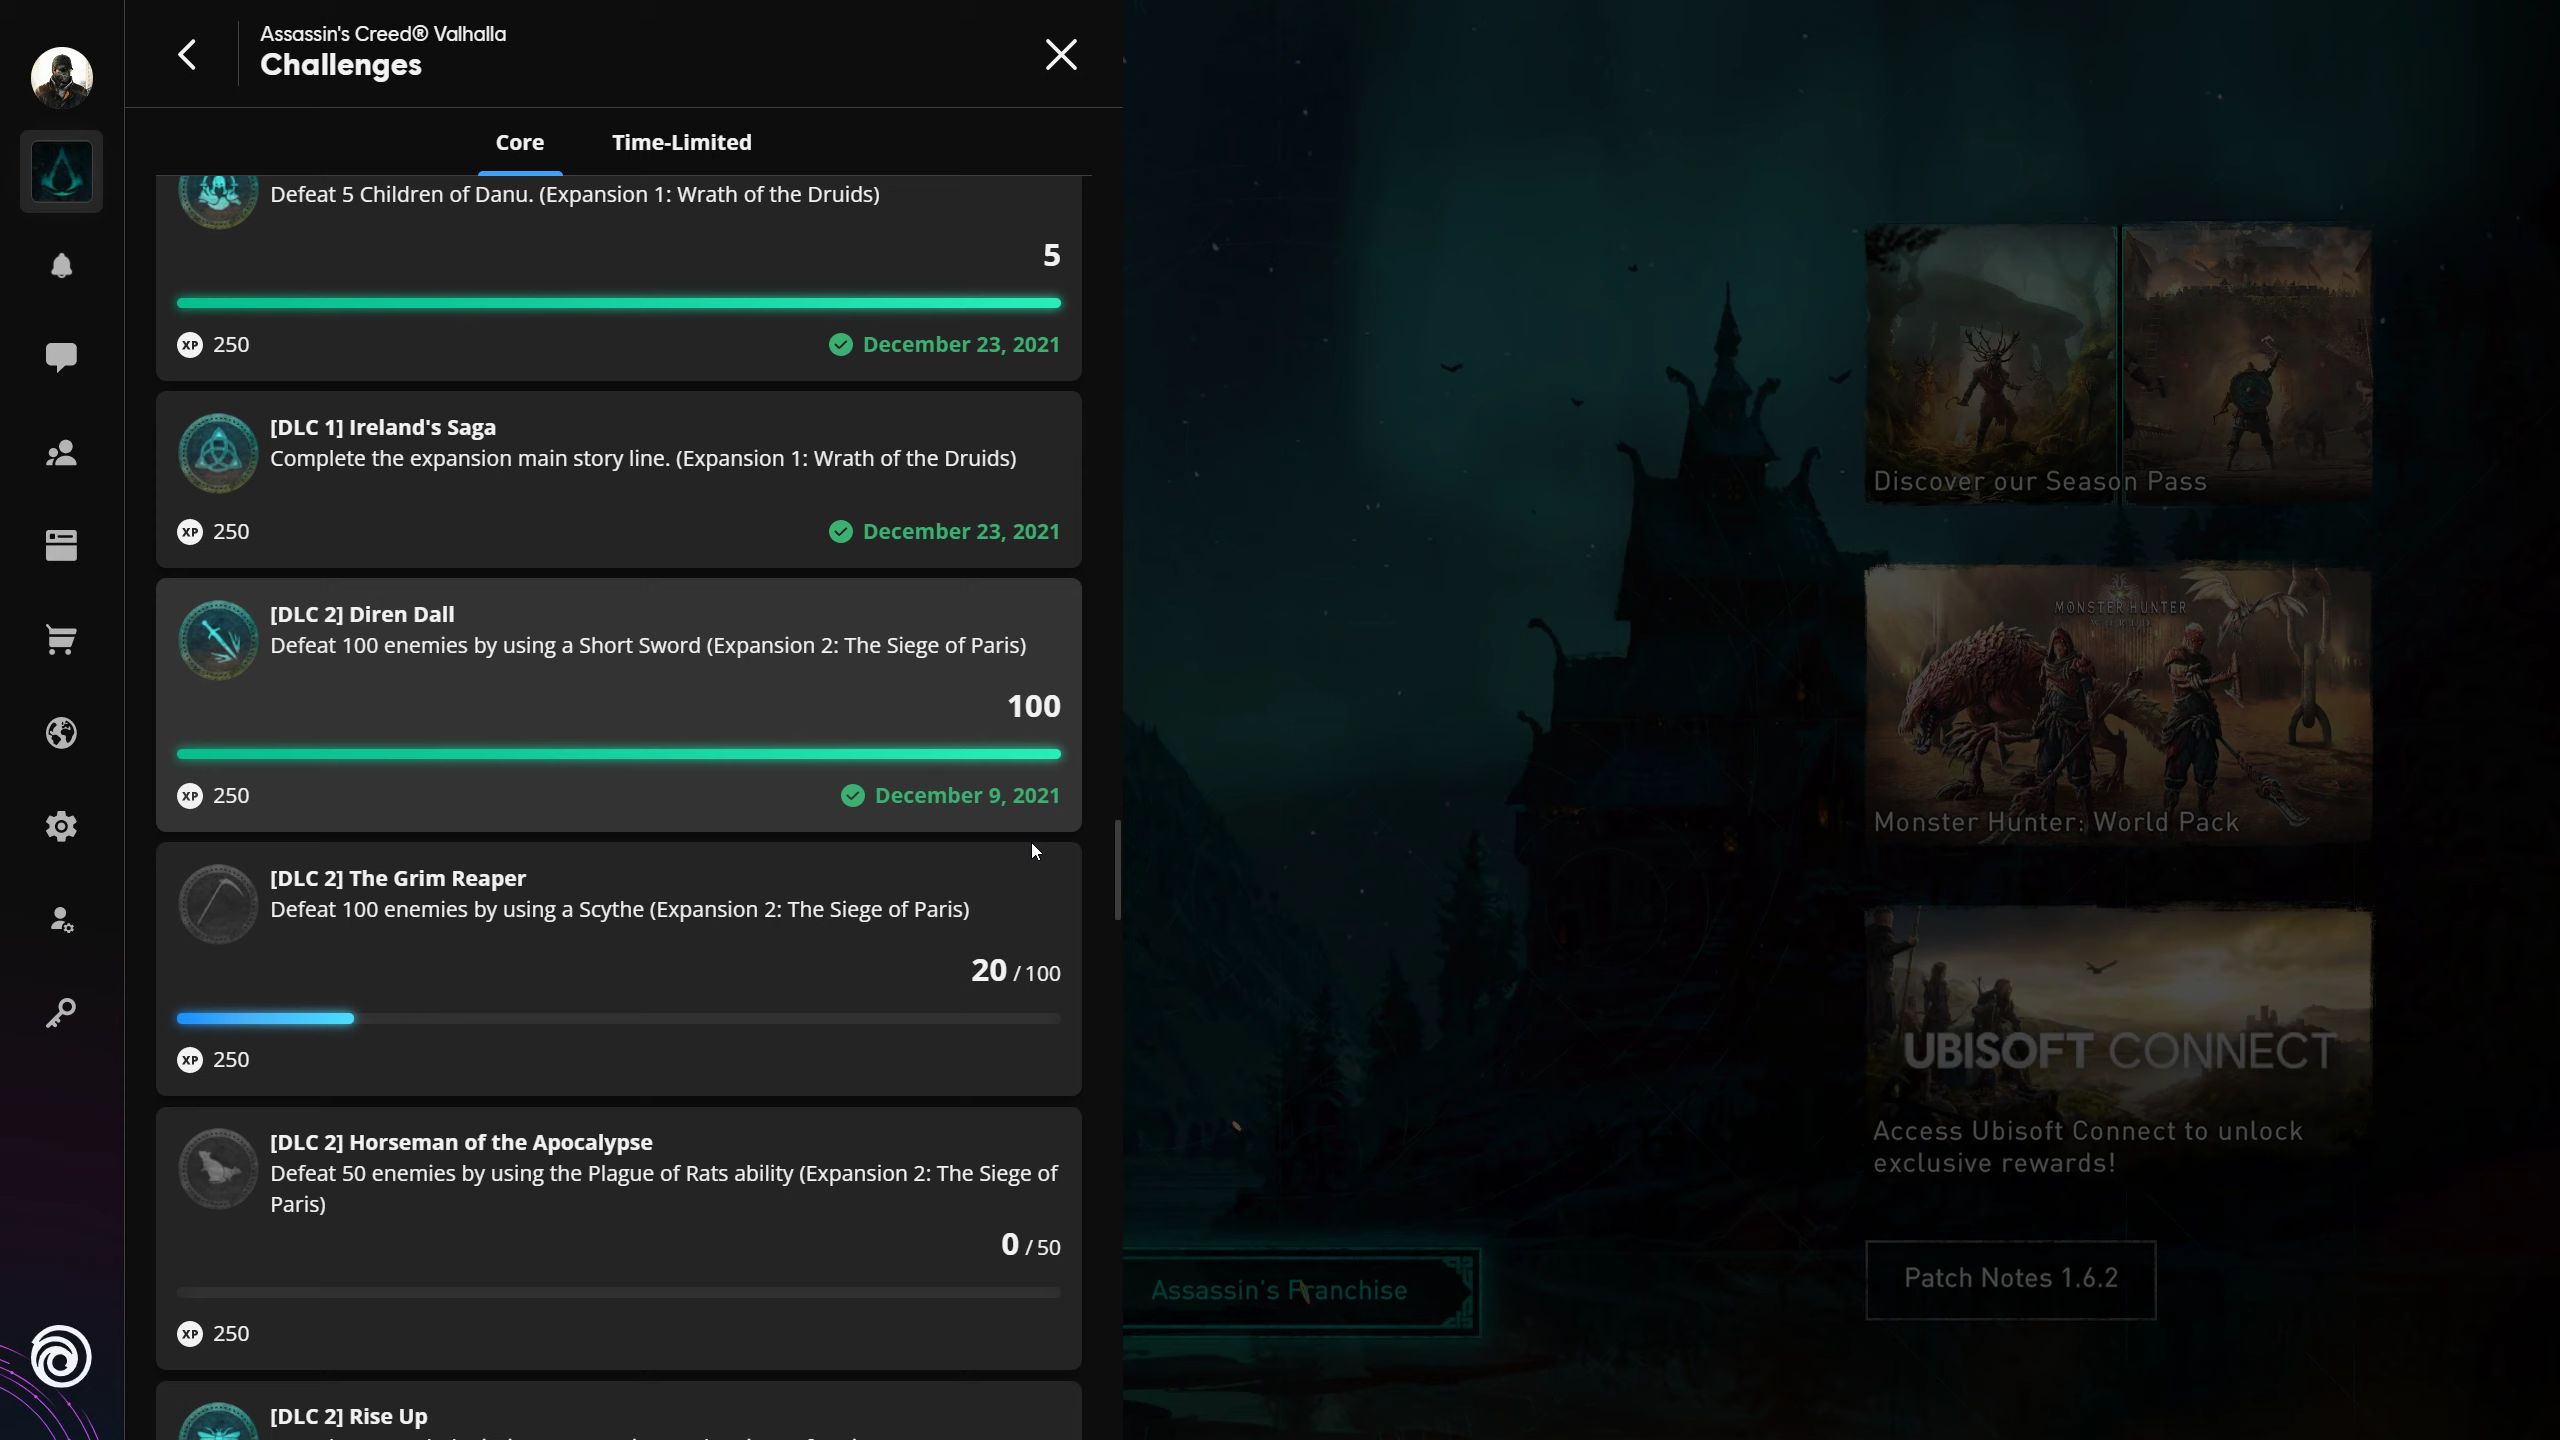 Assassin's Creed® Valhalla
Challenges
Core
Time-Limited
Defeat 5 Children of Danu. (Expansion 1: Wrath of the Druids)
5
XP 250
December 23, 2021
[DLC 1] Ireland's Saga
Complete the expansion main story line. (Expansion 1: Wrath of the Druids)
XP 250
December 23, 2021
[DLC 2] Diren Dall
Defeat 100 enemies by using a Short Sword (Expansion 2: The Siege of Paris)
100
XP 250
December 9, 2021
[DLC 2] The Grim Reaper
Defeat 100 enemies by using a Scythe (Expansion 2: The Siege of Paris)
20 / 100
XP 250
[DLC 2] Horseman of the Apocalypse
Defeat 50 enemies by using the Plague of Rats ability (Expansion 2: The Siege of
Paris)
0 / 50
XP 250
[DLC 2] Rise Up
Discover our Season Pass
MONSTER HUNTER
WORLD
Monster Hunter: World Pack
UBISOFT CONNECT
Access Ubisoft Connect to unlock
exclusive rewards!
Patch Notes 1.6.2
Assassin's Franchise